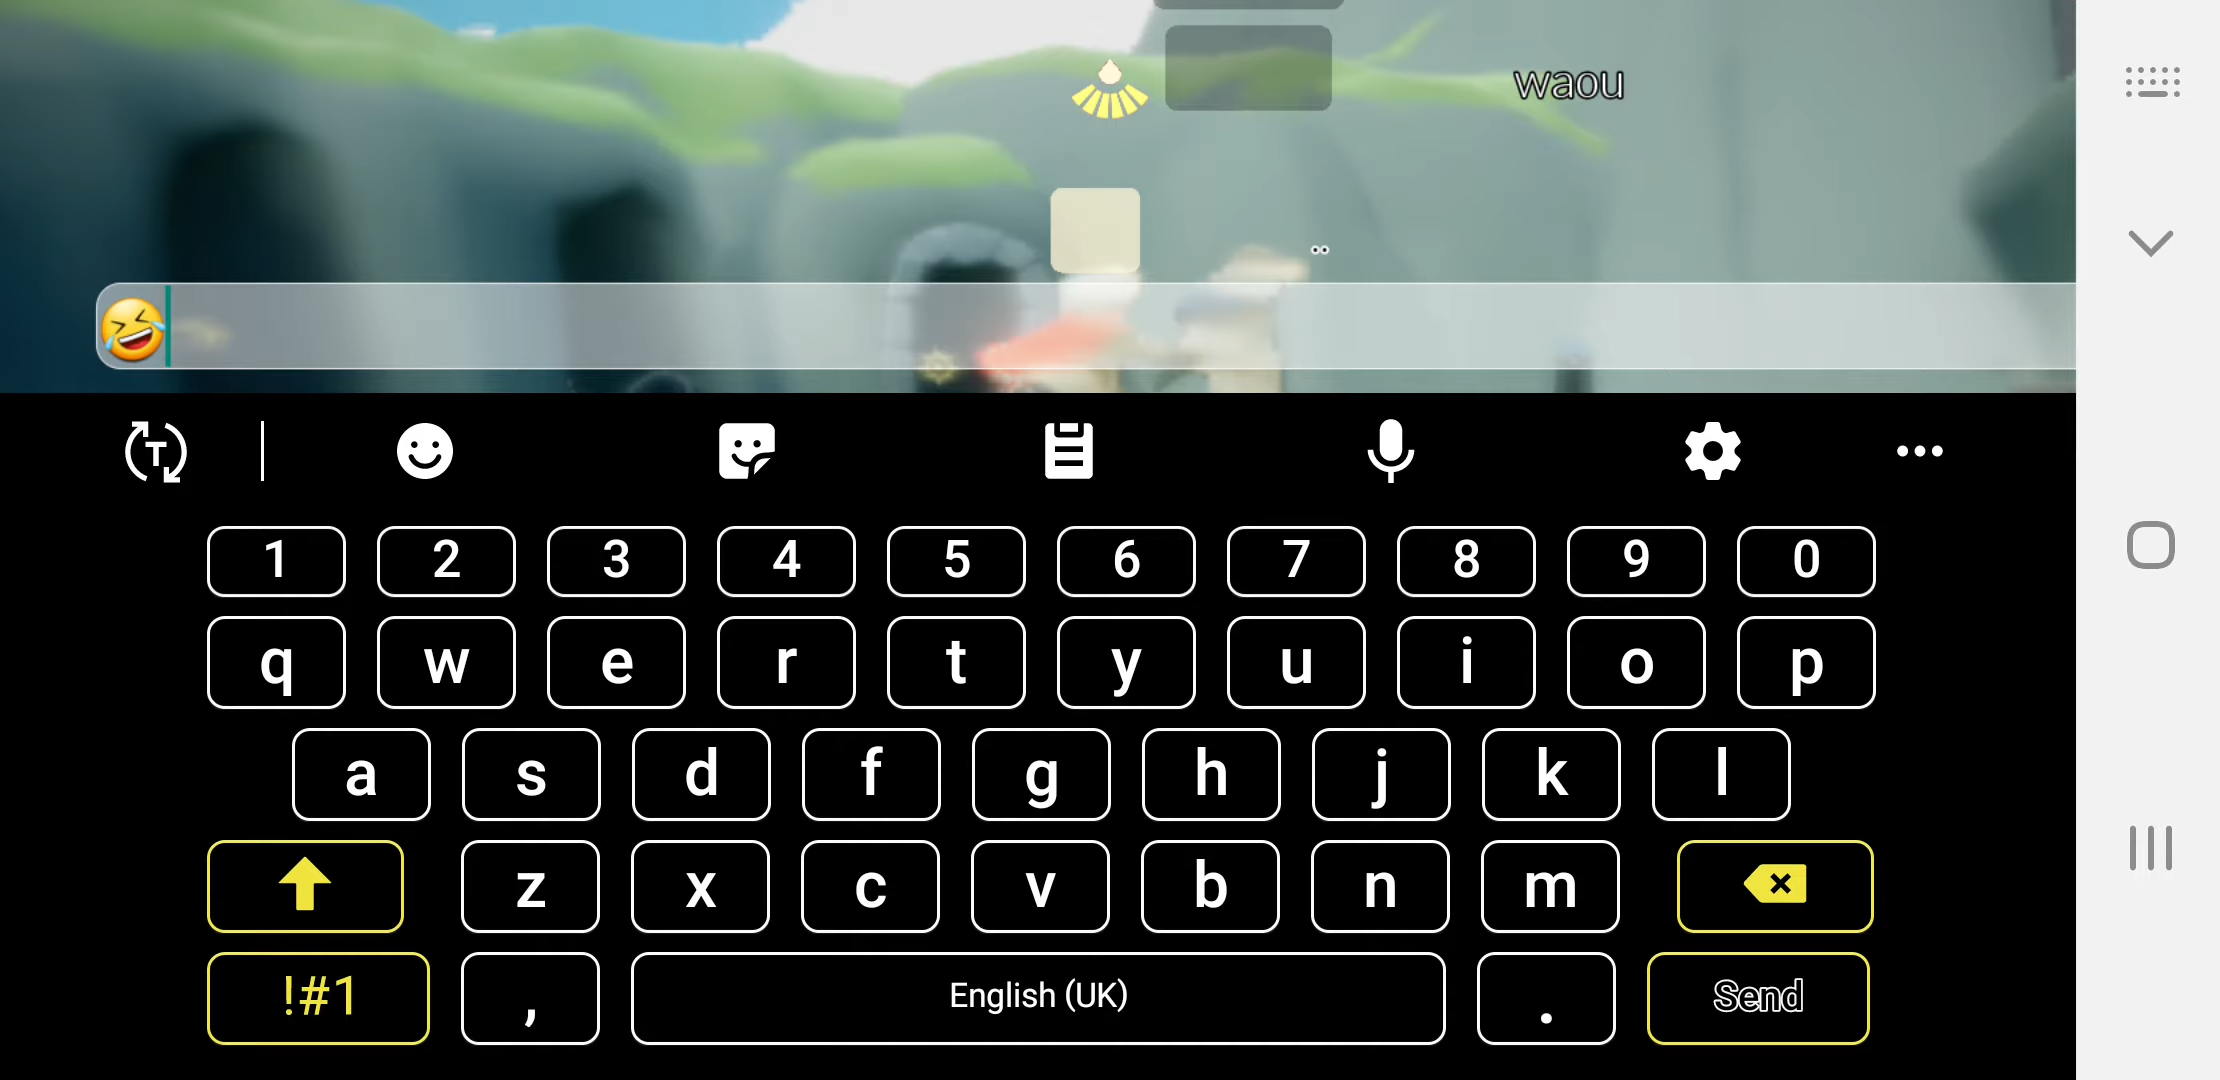 waou
1 2 3 4 5 6 7 8 9 0
q w e r t y u i o p
a s d f g h j k l
z x c v b n m
!#1 , English (UK) . Send